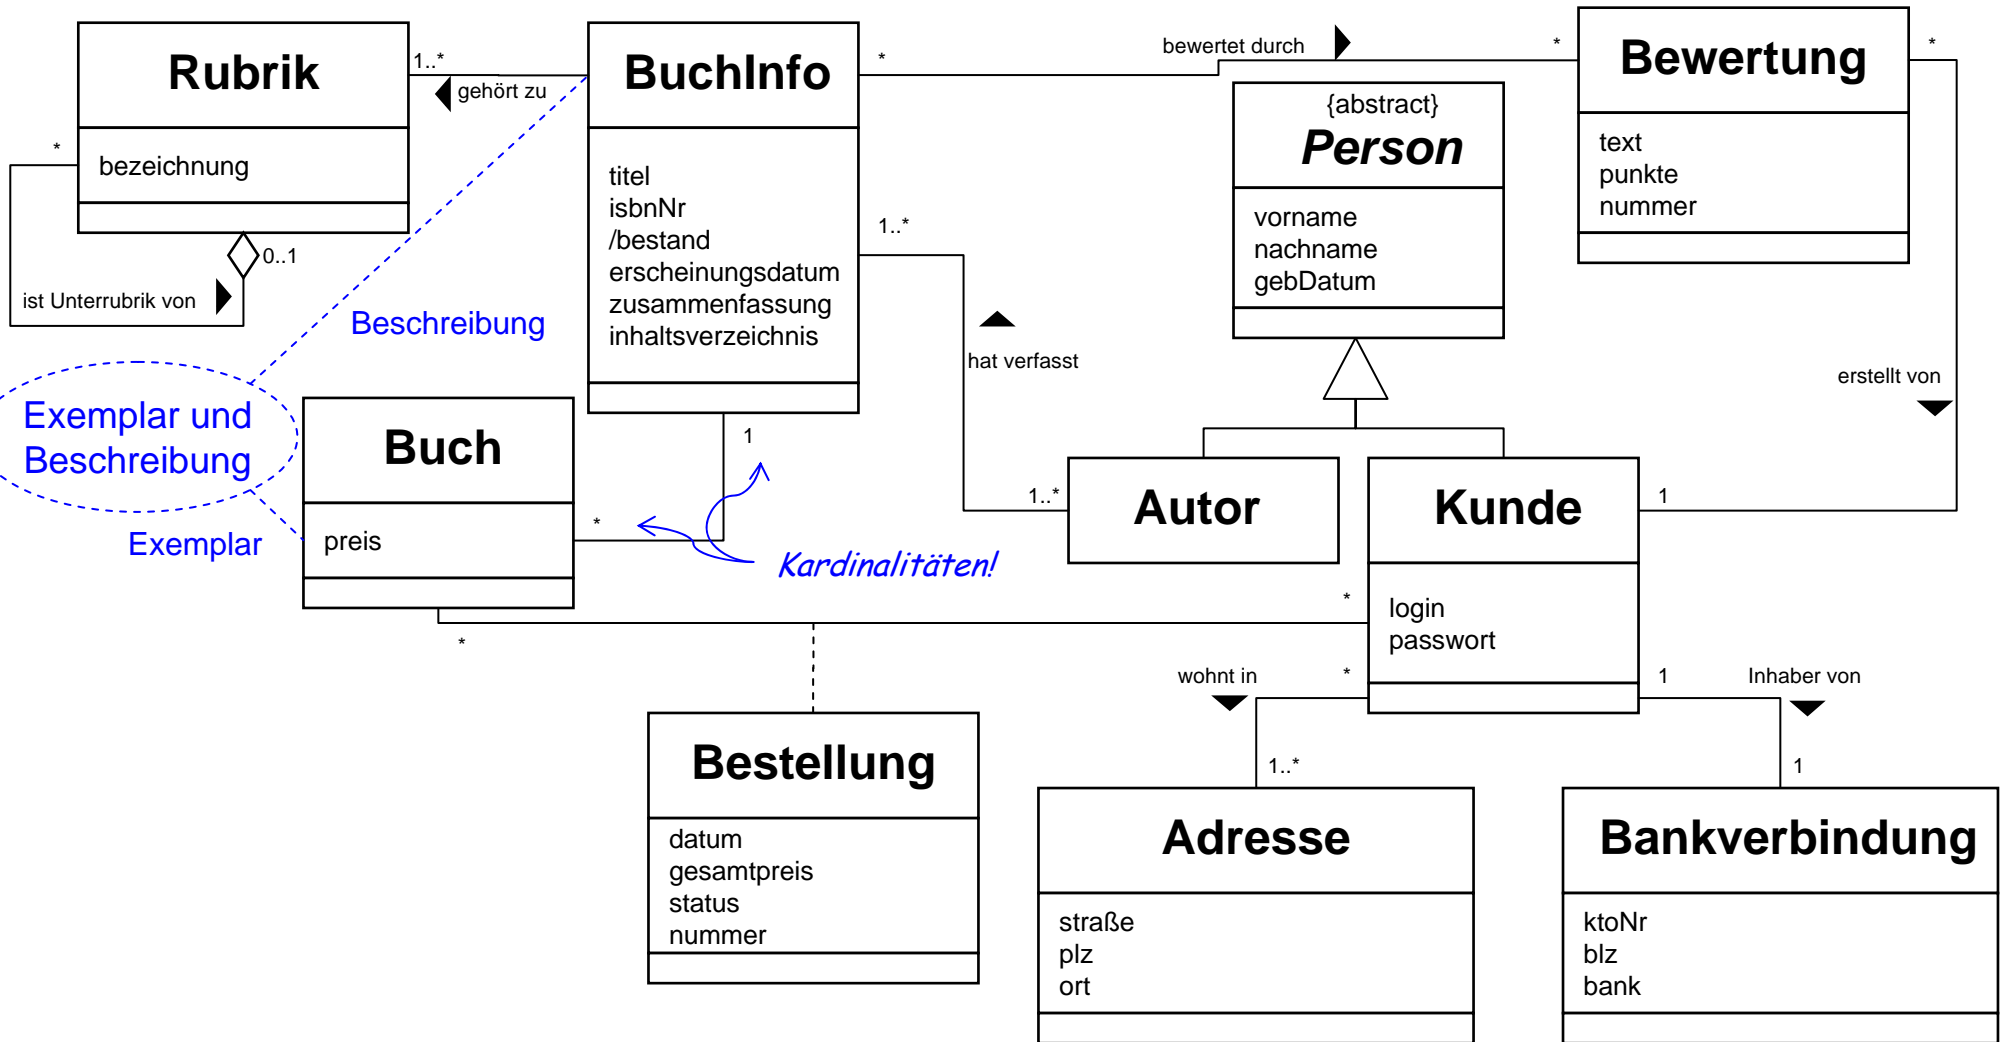 Rubrik
bezeichnung
*
0..1
ist Unterrubrik von
1..*
gehört zu
BuchInfo
titel
isbnNr
/bestand
erscheinungsdatum
zusammenfassung
inhaltsverzeichnis
*
bewertet durch
*
Bewertung
text
punkte
nummer
*
{abstract}
Person
vorname
nachname
gebDatum
1..*
hat verfasst
1..*
erstellt von
1
Beschreibung
Exemplar und
Beschreibung
Exemplar
Buch
preis
*
1
Kardinalitäten!
Autor
Kunde
login
passwort
*
*
Bestellung
datum
gesamtpreis
status
nummer
wohnt in
*
1..*
Adresse
straße
plz
ort
1
Inhaber von
1
Bankverbindung
ktoNr
blz
bank